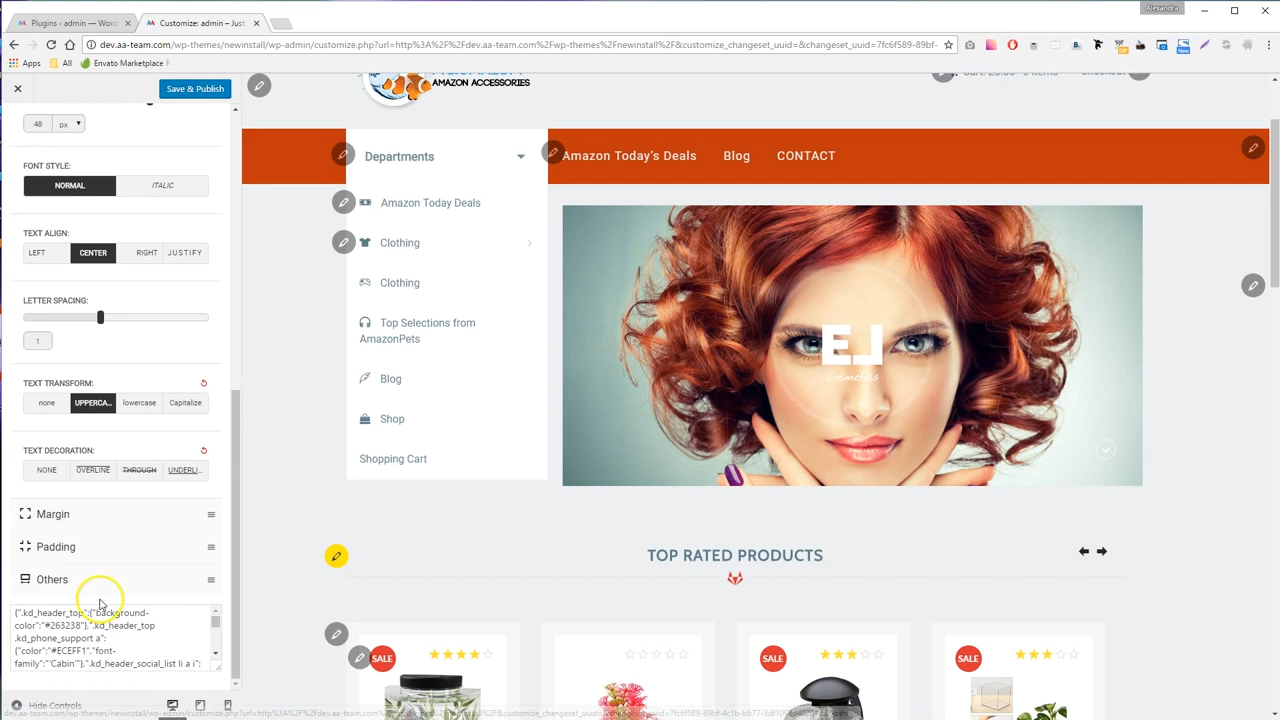 Alexandra
Plugins ‹ admin — Word
Customize: admin – Just
dev.aa-team.com/wp-themes/newinstall/wp-admin/customize.php?url=http%3A%2F%2Fdev.aa-team.com%2Fwp-themes%2Fnewinstall%2F&customize_changeset_uuid=&changeset_uuid=7fc6f589-89cd-
Apps
All
Envato Marketplace
Save & Publish
AMAZON ACCESSORIES
48
px
FONT STYLE:
NORMAL
ITALIC
TEXT ALIGN:
LEFT
CENTER
RIGHT
JUSTIFY
LETTER SPACING:
1
TEXT TRANSFORM:
none
UPPERCA...
lowercase
Capitalize
TEXT DECORATION:
NONE
OVERLINE
THROUGH
UNDERLI...
Margin
Padding
Others
{".kd_header_top":{"background-
color":"#263238"},".kd_header_top
.kd_phone_support a":
{"color":"#ECEFF1","font-
family":"'Cabin'"},".kd_header_social_list li a i":
Hide Controls
Departments
Amazon Today's Deals
Blog
CONTACT
Amazon Today Deals
Clothing
Clothing
Top Selections from
AmazonPets
Blog
Shop
Shopping Cart
EJ
Cosmetics
TOP RATED PRODUCTS
SALE
SALE
SALE